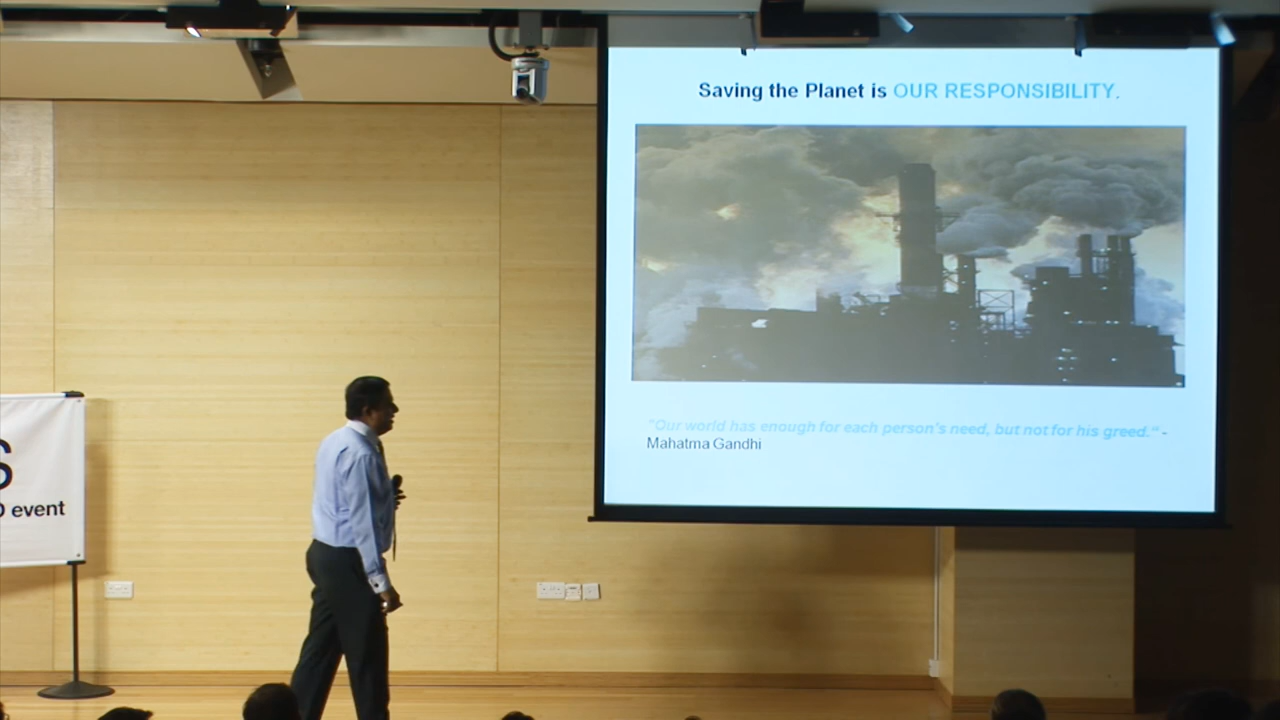 Saving the Planet is OUR RESPONSIBILITY.
"Our world has enough for each person's need, but not for his greed." -
Mahatma Gandhi
S
event